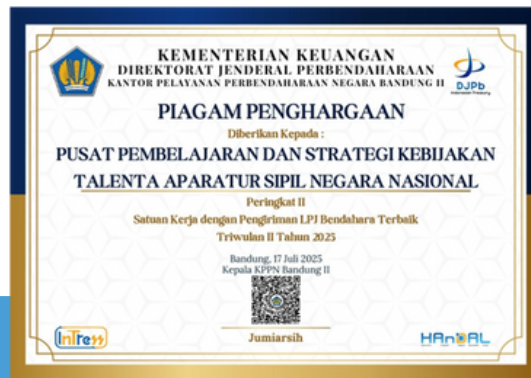 KEMENTERIAN KEUANGAN
DIREKTORAT JENDERAL PERBENDAHARAAN
KANTOR PELAYANAN PERBENDAHARAAN NEGARA BANDUNG II
DJPb
PIAGAM PENGHARGAAN
Diberikan Kepada :
PUSAT PEMBELAJARAN DAN STRATEGI KEBIJAKAN
TALENTA APARATUR SIPIL NEGARA NASIONAL
Peringkat II
Satuan Kerja dengan Pengiriman LPJ Bendahara Terbaik
Triwulan II Tahun 2025
Bandung, 17 Juli 2025
Kepala KPPN Bandung II
Jumiarsih
InTress
HAnDAL